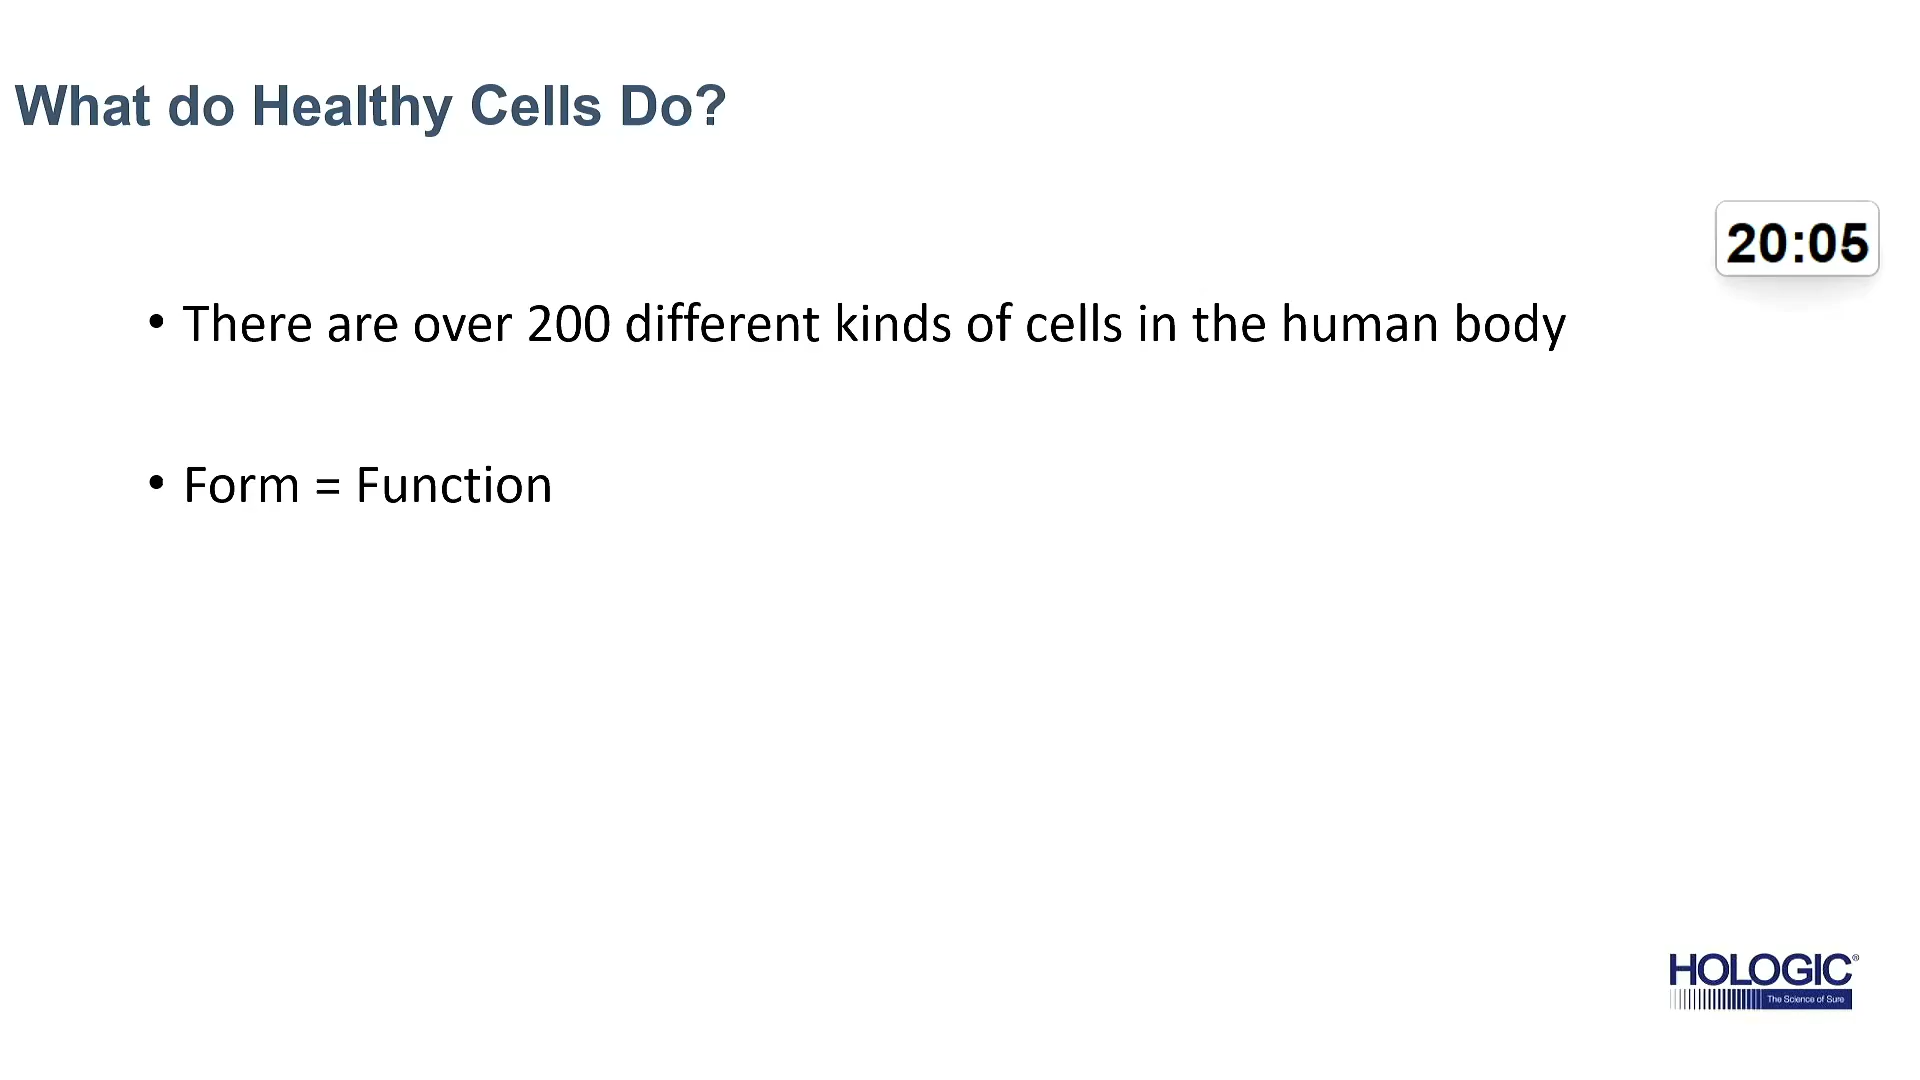 What do Healthy Cells Do?
20:05
• There are over 200 different kinds of cells in the human body
• Form = Function
HOLOGIC®
The Science of Sure